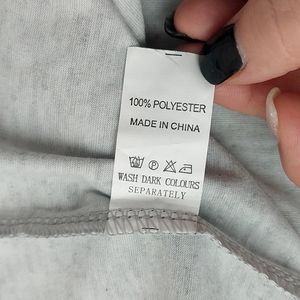 100% POLYESTER
MADE IN CHINA
WASH DARK COLOURS
SEPARATELY